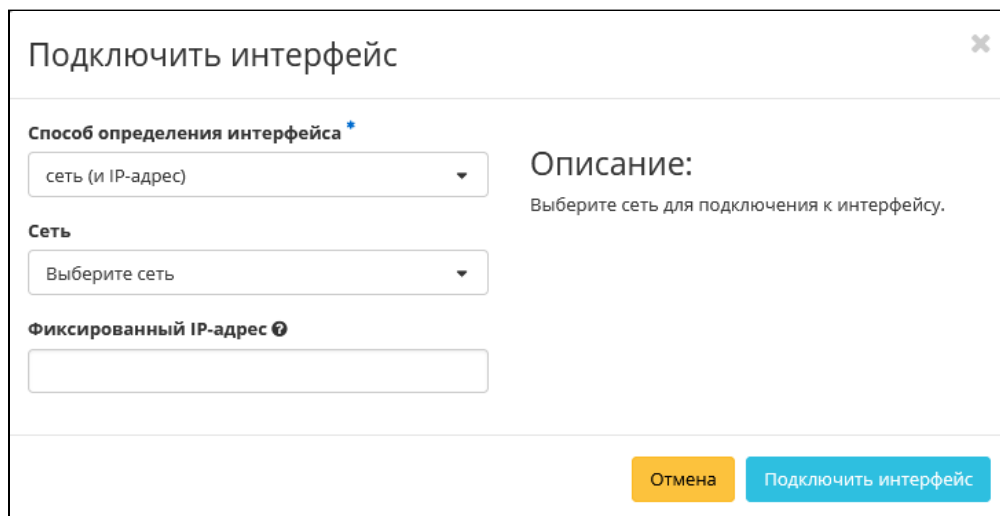 Подключить интерфейс
Способ определения интерфейса *
сеть (и IP-адрес)
Сеть
Выберите сеть
Фиксированный IP-адрес
Описание:
Выберите сеть для подключения к интерфейсу.
Отмена
Подключить интерфейс